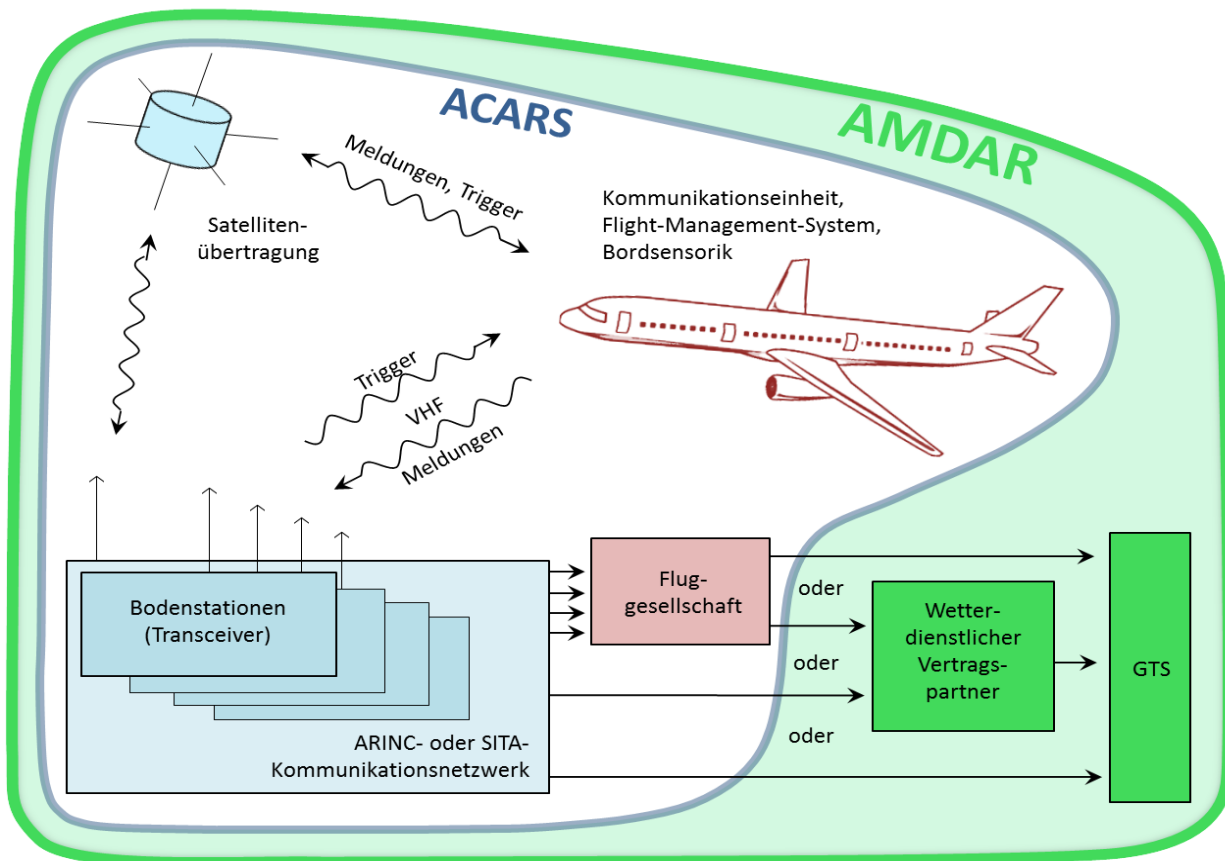 ACARS
AMDAR
Meldungen, Trigger
Satelliten-
übertragung
Kommunikationseinheit,
Flight-Management-System,
Bordsensorik
Trigger
VHF
Meldungen
Bodenstationen
(Transceiver)
ARINC- oder SITA-
Kommunikationsnetzwerk
Flug-
gesellschaft
oder
oder
oder
Wetter-
dienstlicher
Vertrags-
partner
GTS